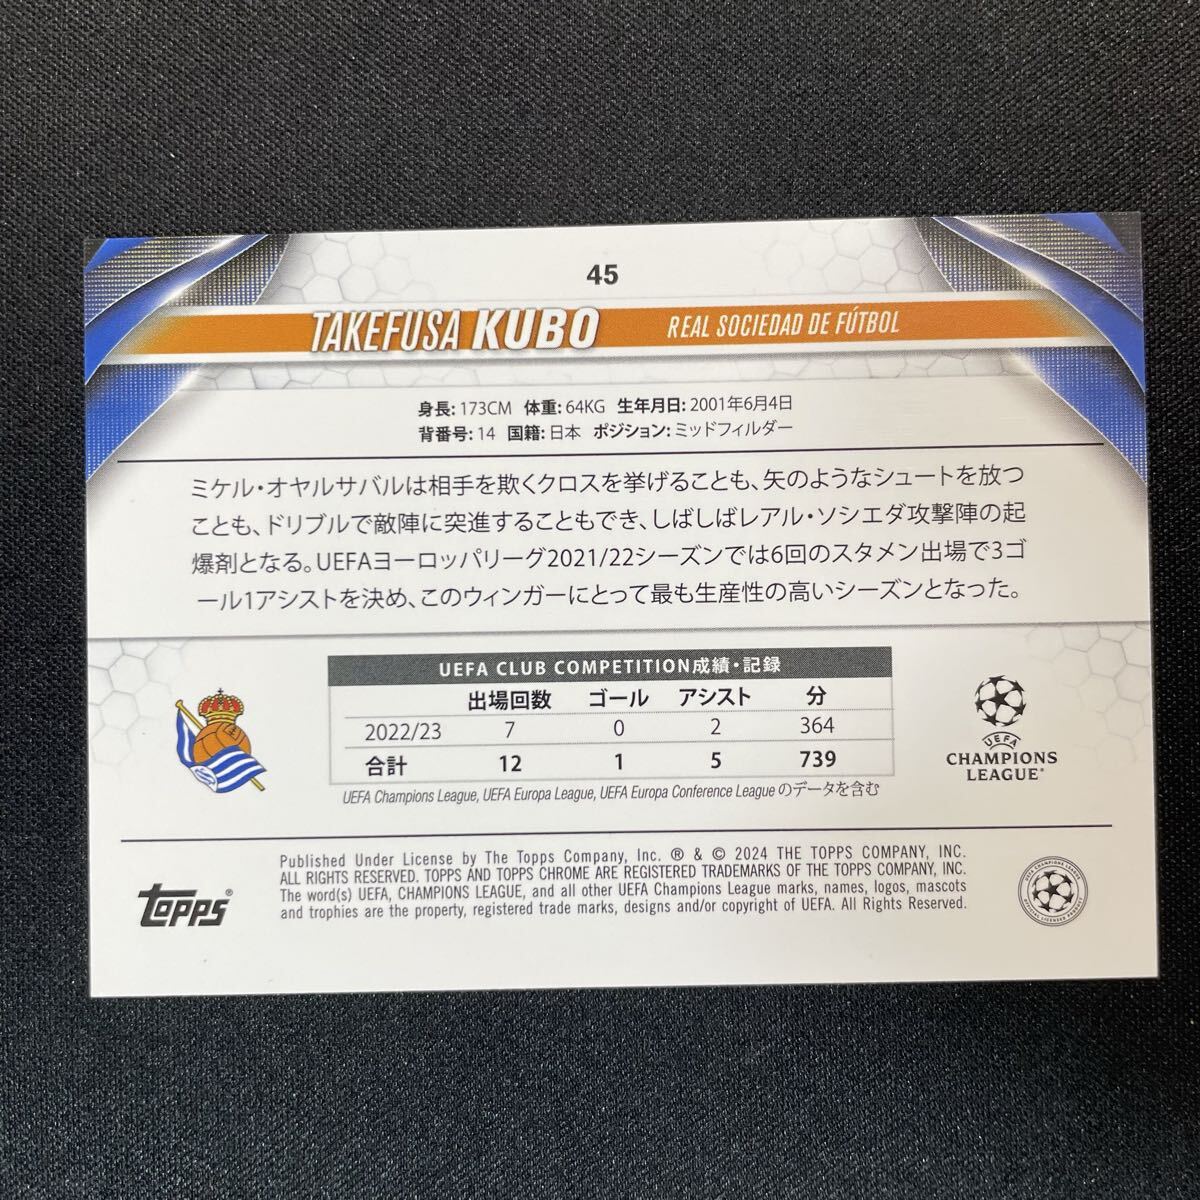 45
TAKEFUSA KUBO REAL SOCIEDAD DE FÚTBOL
身長: 173CM 体重: 64KG 生年月日: 2001年6月4日
背番号: 14 国籍: 日本 ポジション: ミッドフィルダー
ミケル・オヤルサバルは相手を欺くクロスを挙げることも、矢のようなシュートを放つ
ことも、ドリブルで敵陣に突進することもでき、しばしばレアル・ソシエダ攻撃陣の起
爆剤となる。UEFAヨーロッパリーグ2021/22シーズンでは6回のスタメン出場で3ゴ
ール1アシストを決め、このウィンガーにとって最も生産性の高いシーズンとなった。
UEFA CLUB COMPETITION成績・記録
出場回数 ゴール アシスト 分
2022/23 7 0 2 364
合計 12 1 5 739
UEFA Champions League, UEFA Europa League, UEFA Europa Conference League のデータを含む
UEFA
CHAMPIONS
LEAGUE®
Published Under License by The Topps Company, Inc. ® & © 2024 THE TOPPS COMPANY, INC.
ALL RIGHTS RESERVED. TOPPS AND TOPPS CHROME ARE REGISTERED TRADEMARKS OF THE TOPPS COMPANY, INC.
The word(s) UEFA, CHAMPIONS LEAGUE, and all other UEFA Champions League marks, names, logos, mascots
and trophies are the property, registered trade marks, designs and/or copyright of UEFA. All Rights Reserved.
Topps®
CHAMPIONS LEAGUE
OFFICIAL LICENSED PRODUCT